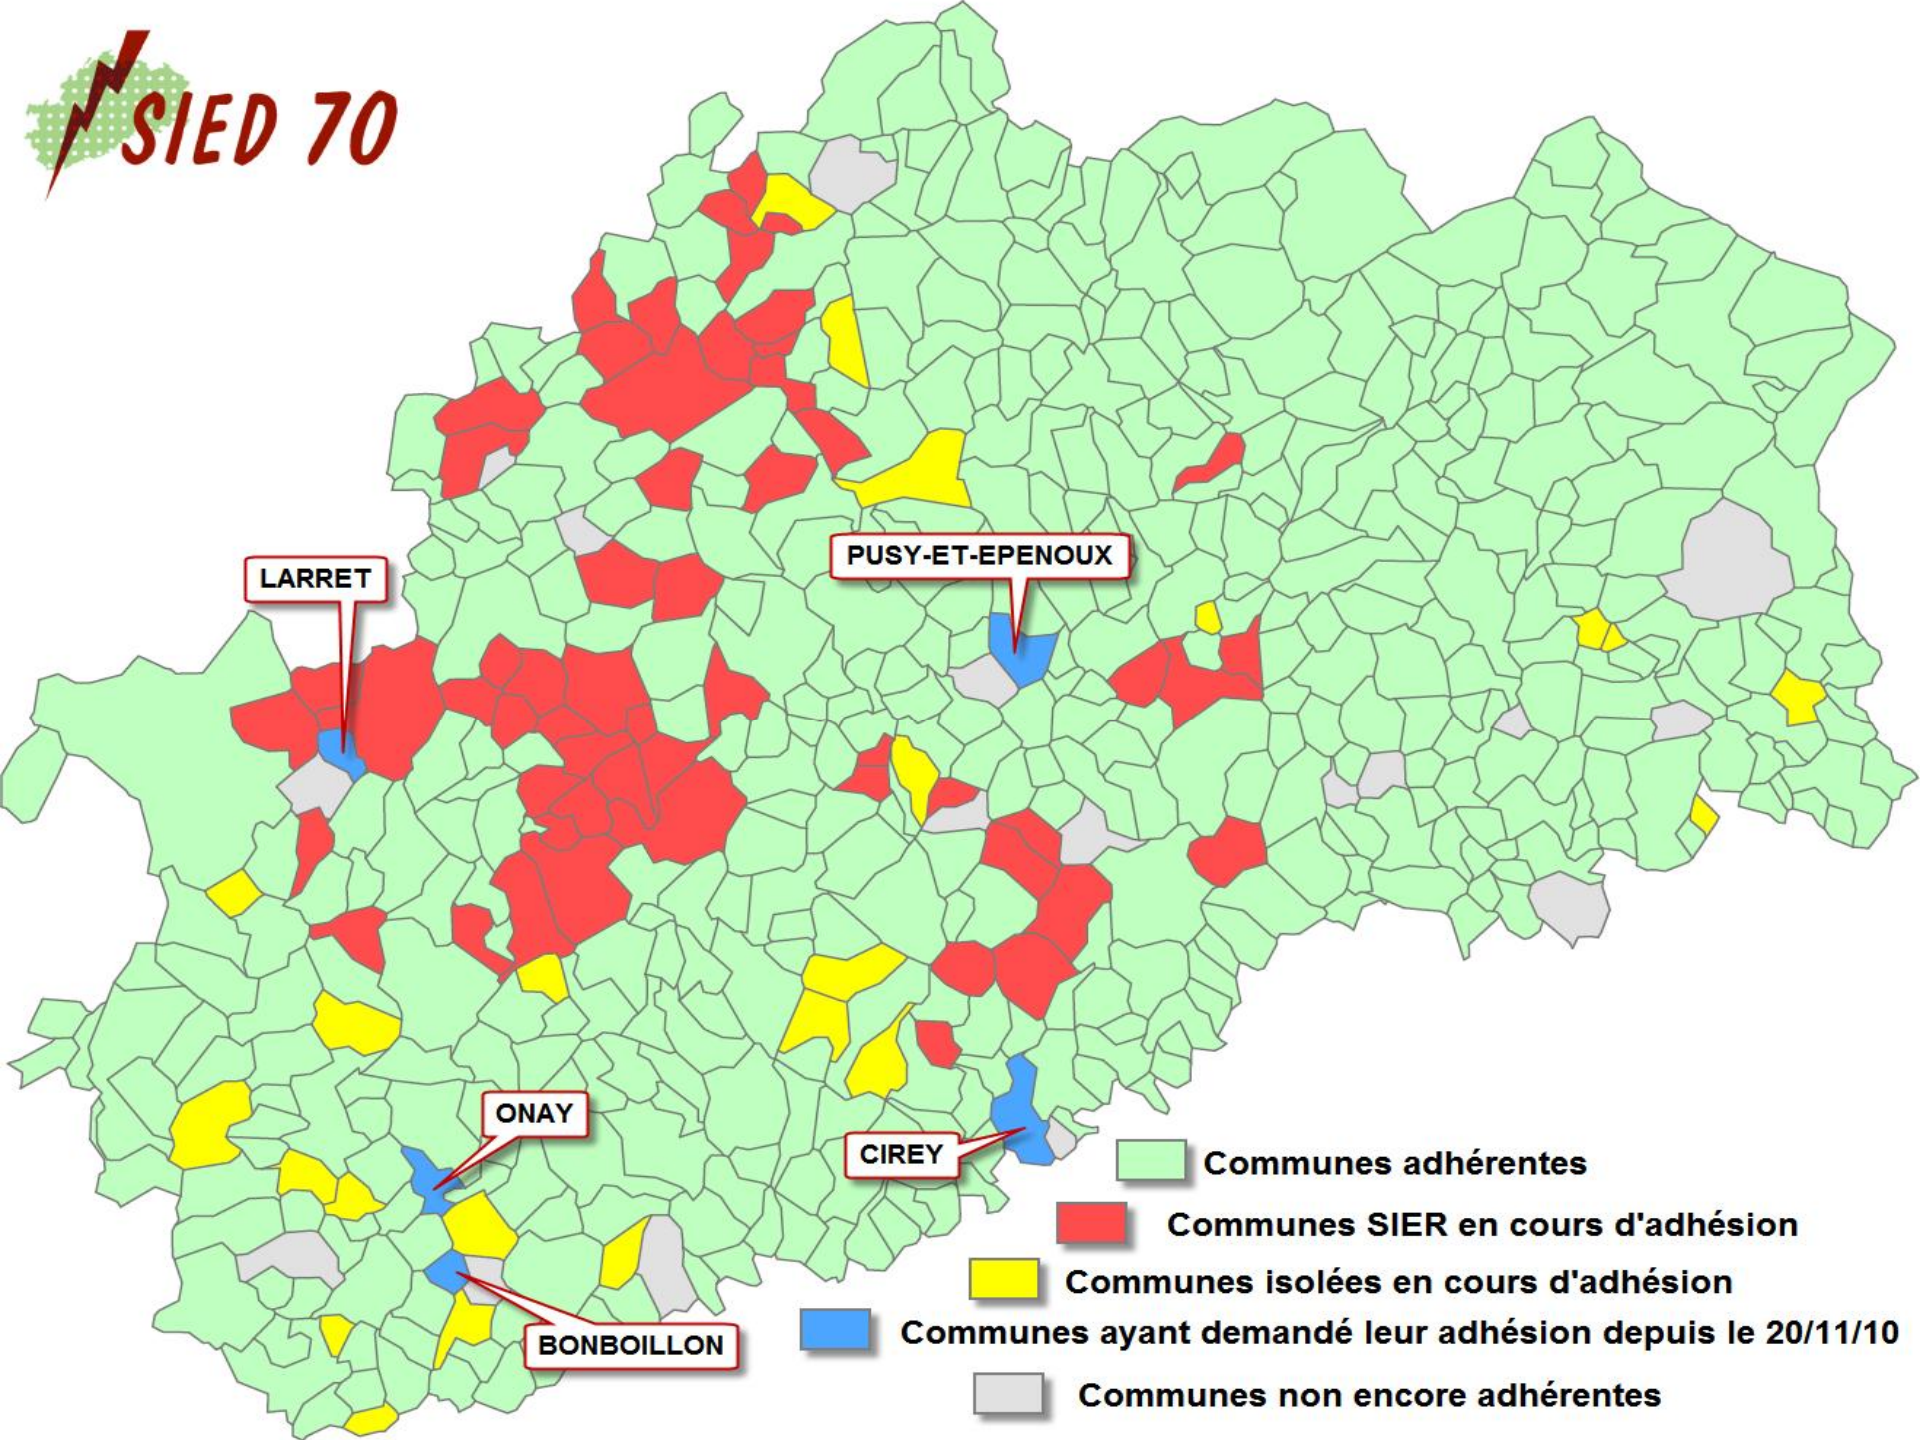 SIED 70
PUSY-ET-EPENOUX
LARRET
ONAY
CIREY
BONBOILLON
Communes adhérentes
Communes SIER en cours d'adhésion
Communes isolées en cours d'adhésion
Communes ayant demandé leur adhésion depuis le 20/11/10
Communes non encore adhérentes